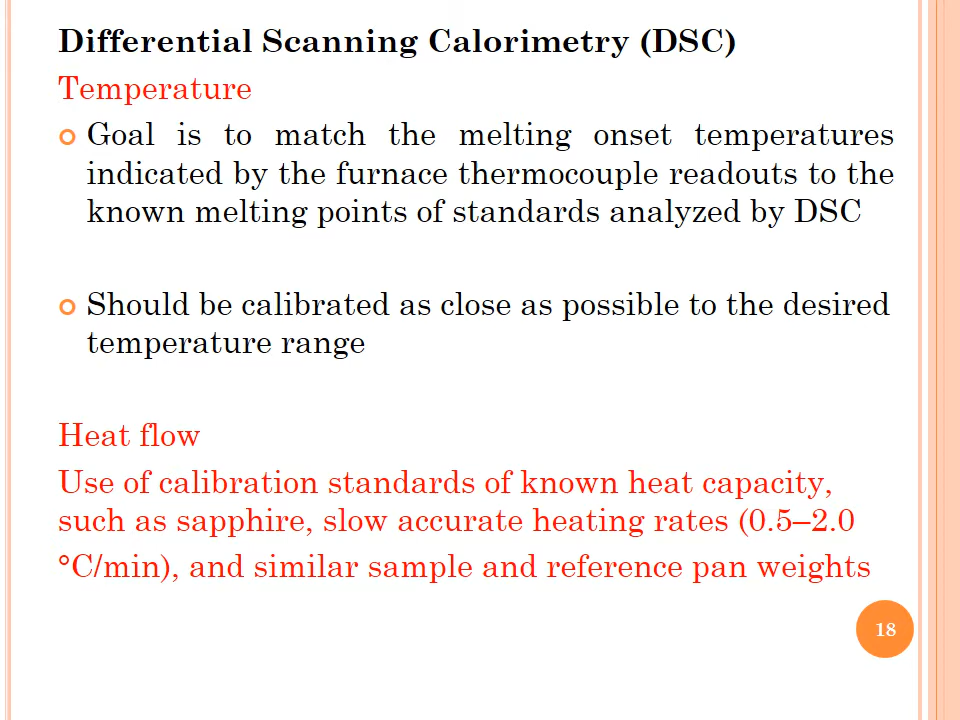 Differential Scanning Calorimetry (DSC)
Temperature
Goal is to match the melting onset temperatures
indicated by the furnace thermocouple readouts to the
known melting points of standards analyzed by DSC
Should be calibrated as close as possible to the desired
temperature range
Heat flow
Use of calibration standards of known heat capacity,
such as sapphire, slow accurate heating rates (0.5–2.0
°C/min), and similar sample and reference pan weights
18